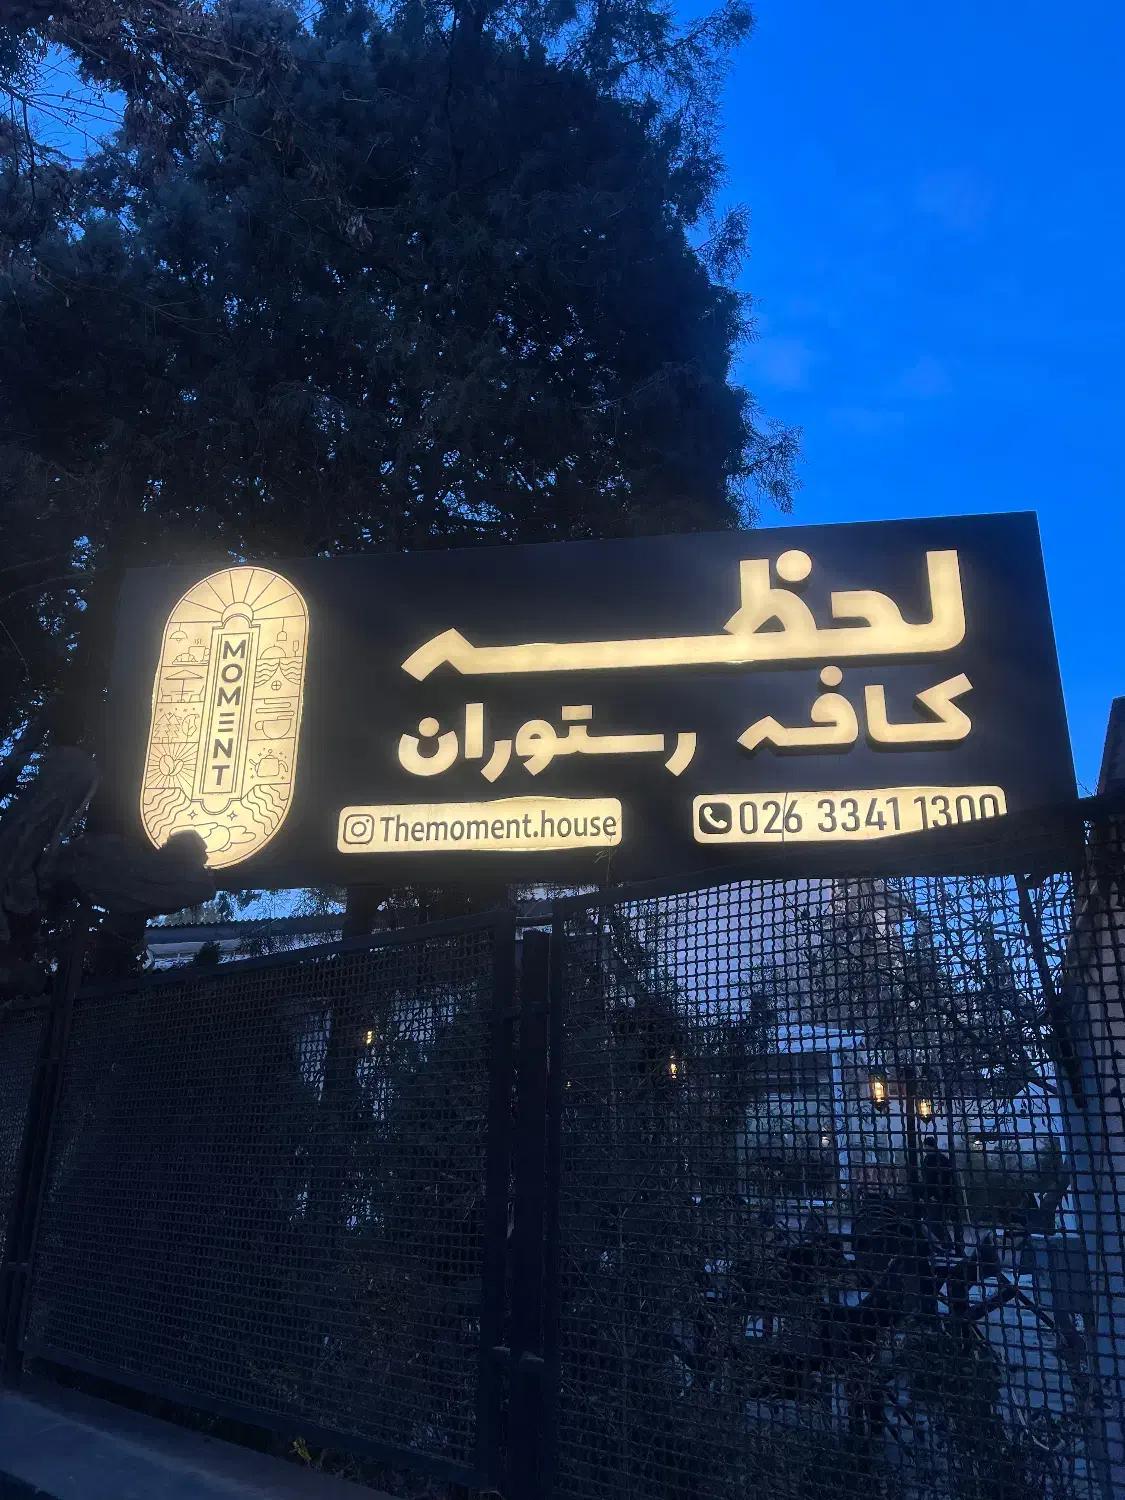 لحظه
کافه رستوران
MOMENT
Themoment.house
026 3341 1300